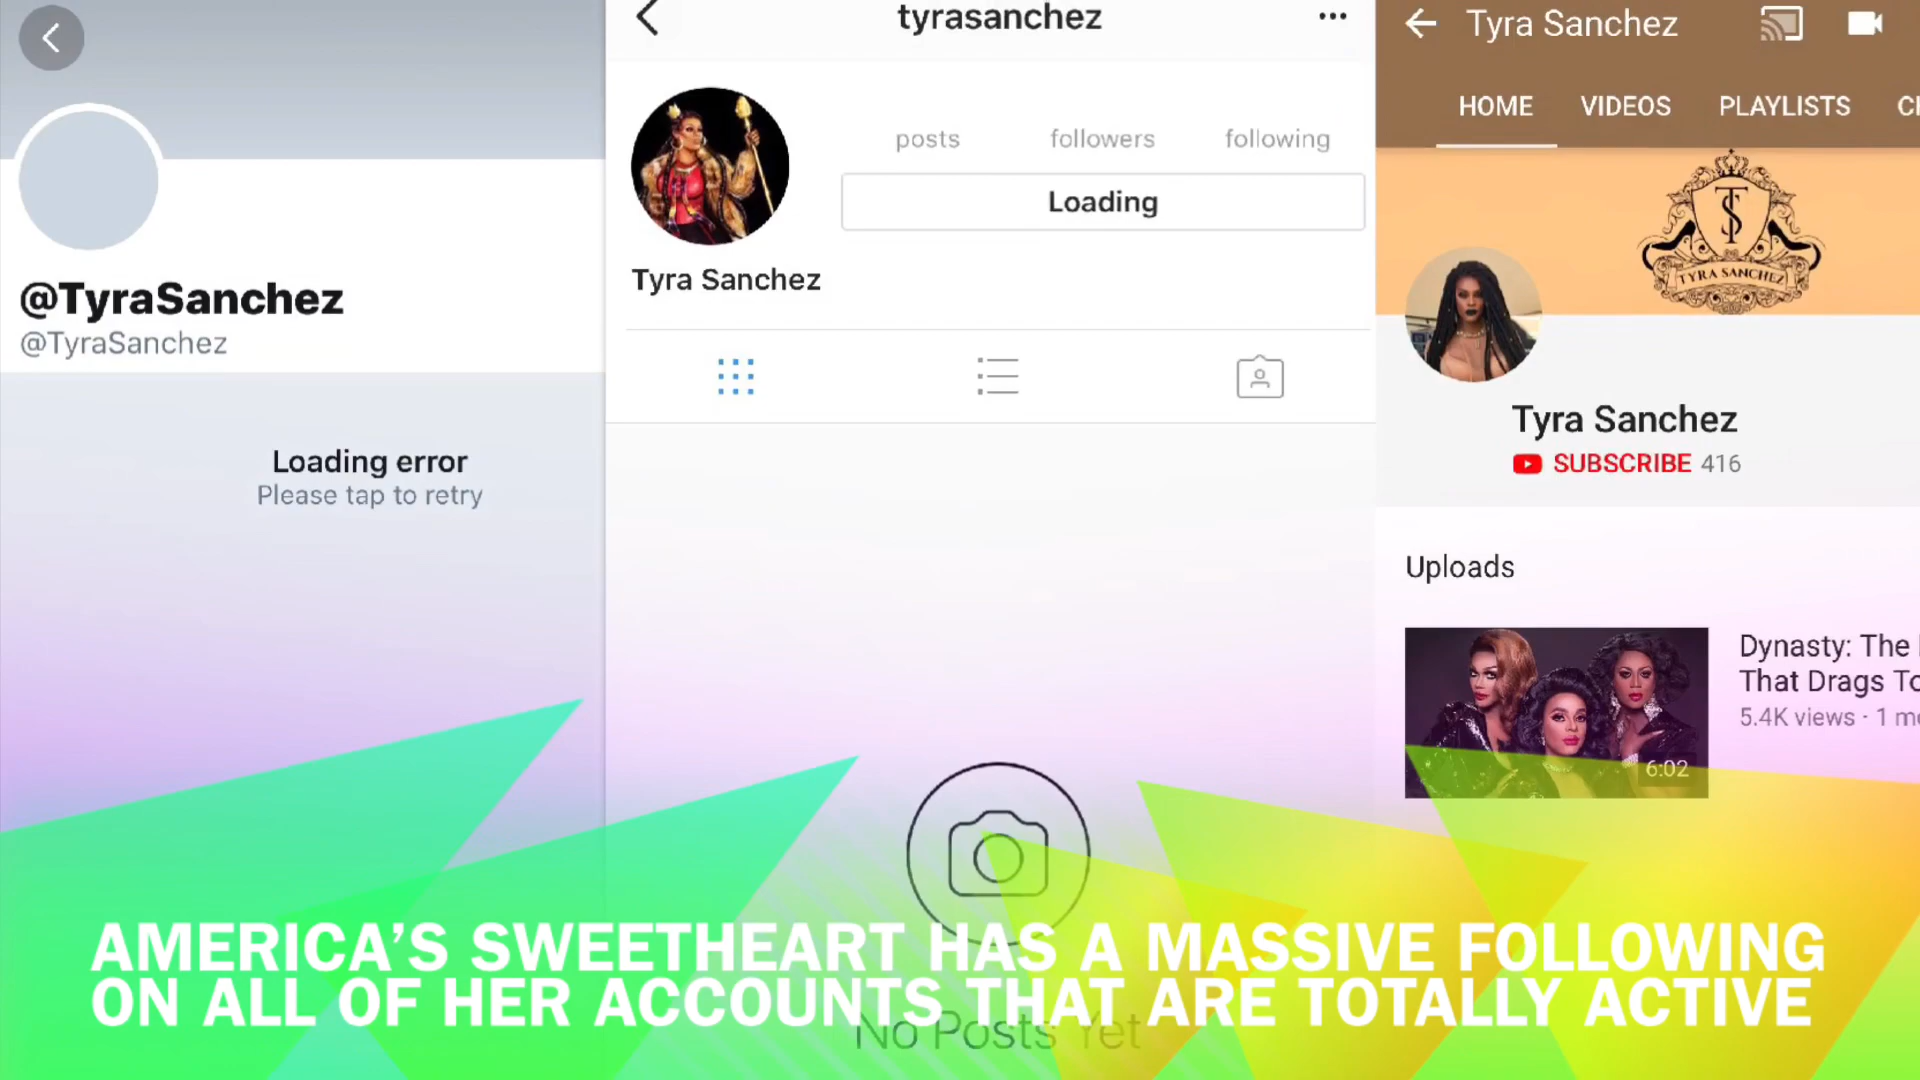 @TyraSanchez
@TyraSanchez
Loading error
Please tap to retry
tyrasanchez
posts followers following
Loading
Tyra Sanchez
No Posts Yet
Tyra Sanchez
HOME VIDEOS PLAYLISTS
TS
TYRA SANCHEZ
Tyra Sanchez
SUBSCRIBE 416
Uploads
Dynasty: The
That Drags
5.4K views · 1
6:02
AMERICA'S SWEETHEART HAS A MASSIVE FOLLOWING
ON ALL OF HER ACCOUNTS THAT ARE TOTALLY ACTIVE